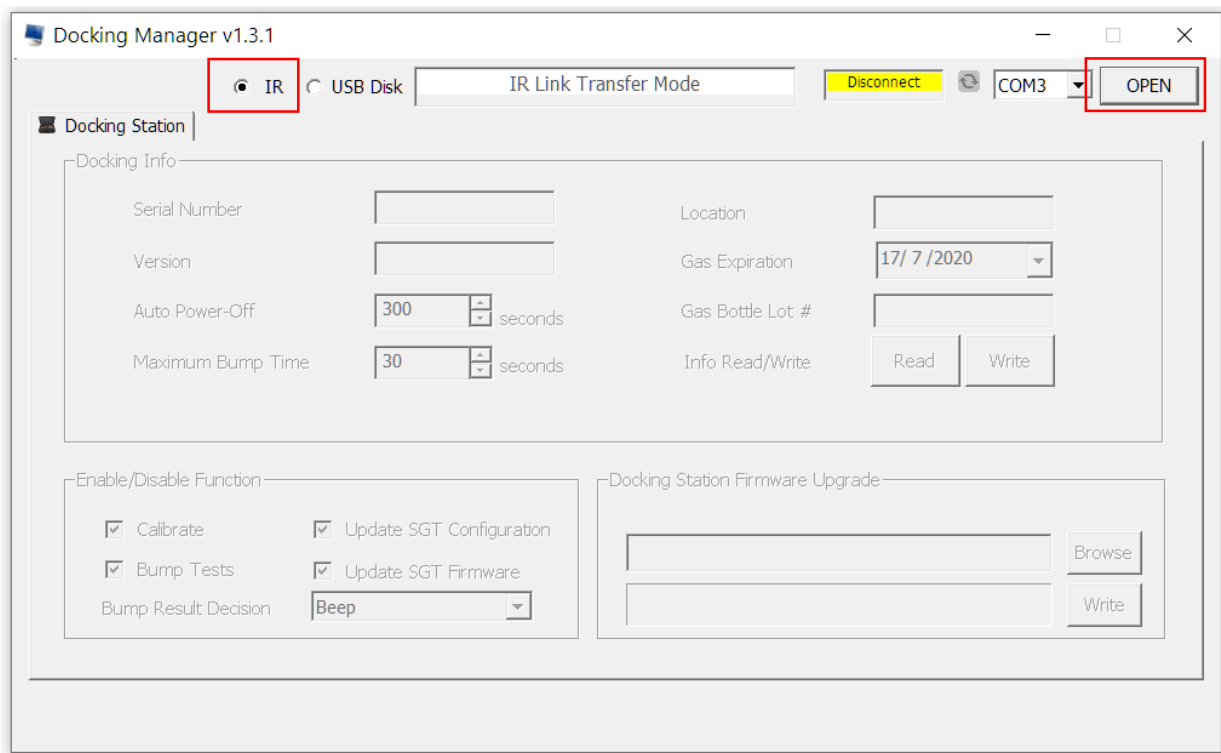 Docking Manager v1.3.1
IR USB Disk IR Link Transfer Mode Disconnect COM3 OPEN
Docking Station
Docking Info
Serial Number Location
Version Gas Expiration 17/ 7 /2020
Auto Power-Off 300 seconds Gas Bottle Lot #
Maximum Bump Time 30 seconds Info Read/Write Read Write
Enable/Disable Function Docking Station Firmware Upgrade
Calibrate Update SGT Configuration
Browse
Bump Tests Update SGT Firmware
Bump Result Decision Beep Write